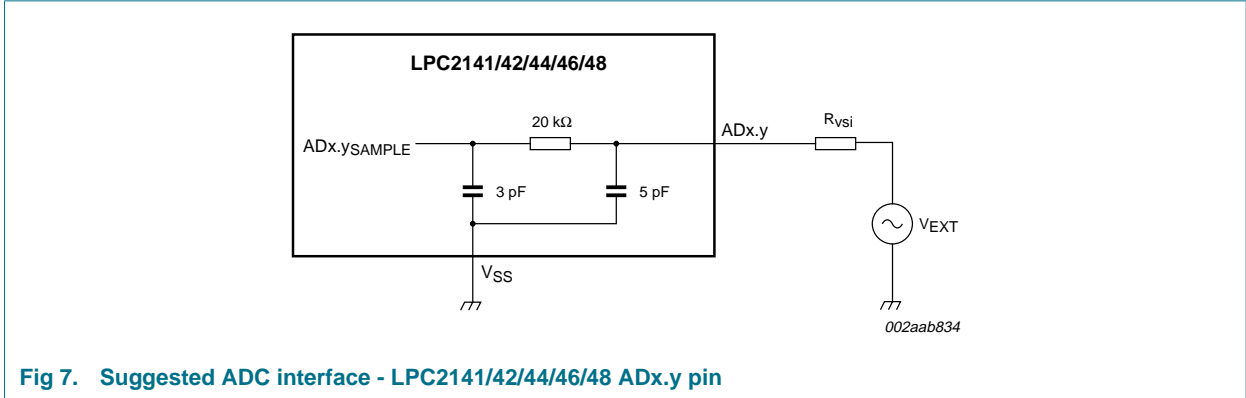 LPC2141/42/44/46/48
20 kΩ
ADx.y
Rvsi
ADx.ySAMPLE
3 pF
5 pF
VEXT
VSS
002aab834
Fig 7. Suggested ADC interface - LPC2141/42/44/46/48 ADx.y pin